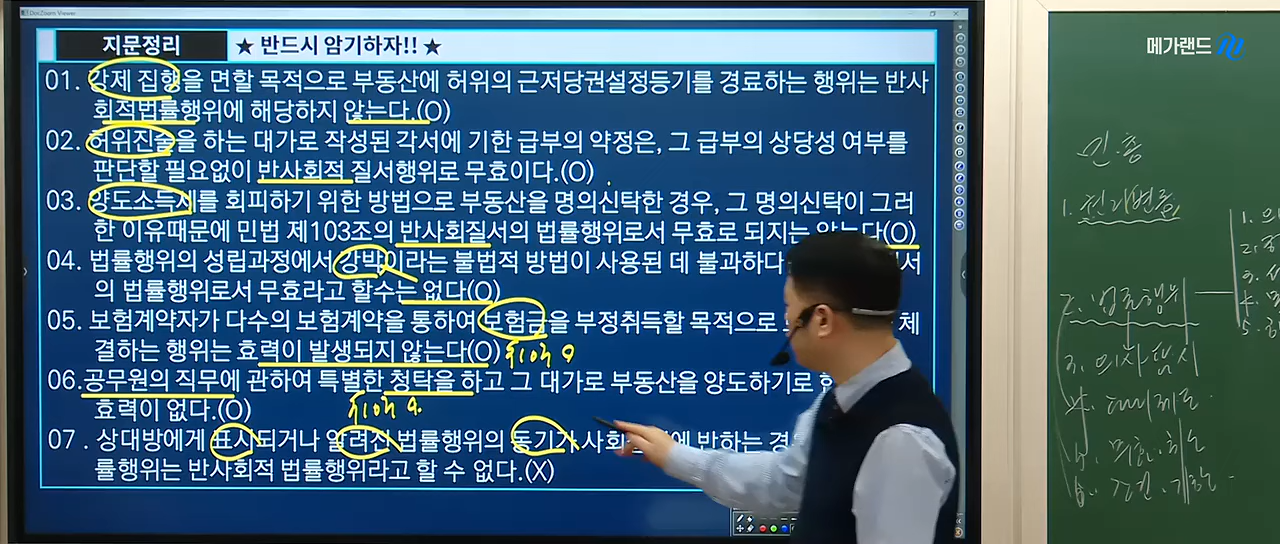 DocZoom Viewer
지문정리 ★ 반드시 암기하자!! ★
메가랜드
01. 강제 집행을 면할 목적으로 부동산에 허위의 근저당권설정등기를 경료하는 행위는 반사
회적법률행위에 해당하지 않는다.(O)
02. 허위진술을 하는 대가로 작성된 각서에 기한 급부의 약정은, 그 급부의 상당성 여부를
판단할 필요없이 반사회적 질서행위로 무효이다.(O)
03. 양도소득세를 회피하기 위한 방법으로 부동산을 명의신탁한 경우, 그 명의신탁이 그러
한 이유때문에 민법 제103조의 반사회질서의 법률행위로서 무효로 되지는 않는다(O)
04. 법률행위의 성립과정에서 강박이라는 불법적 방법이 사용된 데 불과하다
의 법률행위로서 무효라고 할수는 없다(O)
05. 보험계약자가 다수의 보험계약을 통하여 보험금을 부정취득할 목적으로 체
결하는 행위는 효력이 발생되지 않는다(O)
06.공무원의 직무에 관하여 특별한 청탁을 하고 그 대가로 부동산을 양도하기로
효력이 없다.(O)
07 . 상대방에게 표시되거나 알려진 법률행위의 동기가 반하는
률행위는 반사회적 법률행위라고 할 수 없다.(X)
민.총
1. 권리변동
2. 법률행위
3. 의사표시
4. 대리제도
5. 무효.취소
6. 조건.기한